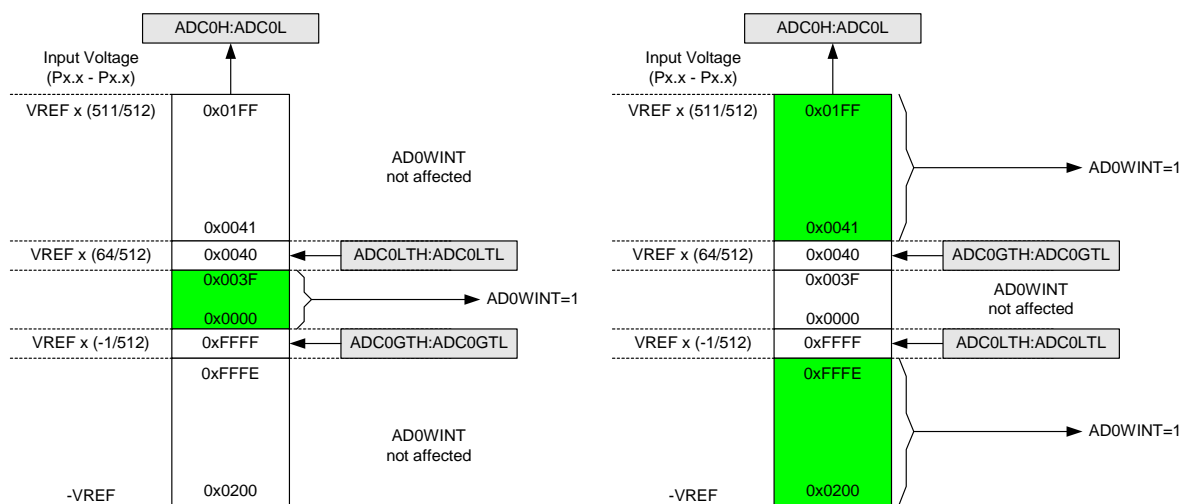 ADC0H:ADC0L
Input Voltage
(Px.x - Px.x)
VREF x (511/512)
0x01FF
AD0WINT
not affected
0x0041
VREF x (64/512)
0x0040
ADC0LTH:ADC0LTL
0x003F
AD0WINT=1
0x0000
VREF x (-1/512)
0xFFFF
ADC0GTH:ADC0GTL
0xFFFE
AD0WINT
not affected
-VREF
0x0200
ADC0H:ADC0L
Input Voltage
(Px.x - Px.x)
VREF x (511/512)
0x01FF
AD0WINT=1
0x0041
VREF x (64/512)
0x0040
ADC0GTH:ADC0GTL
0x003F
AD0WINT
not affected
0x0000
VREF x (-1/512)
0xFFFF
ADC0LTH:ADC0LTL
0xFFFE
AD0WINT=1
-VREF
0x0200